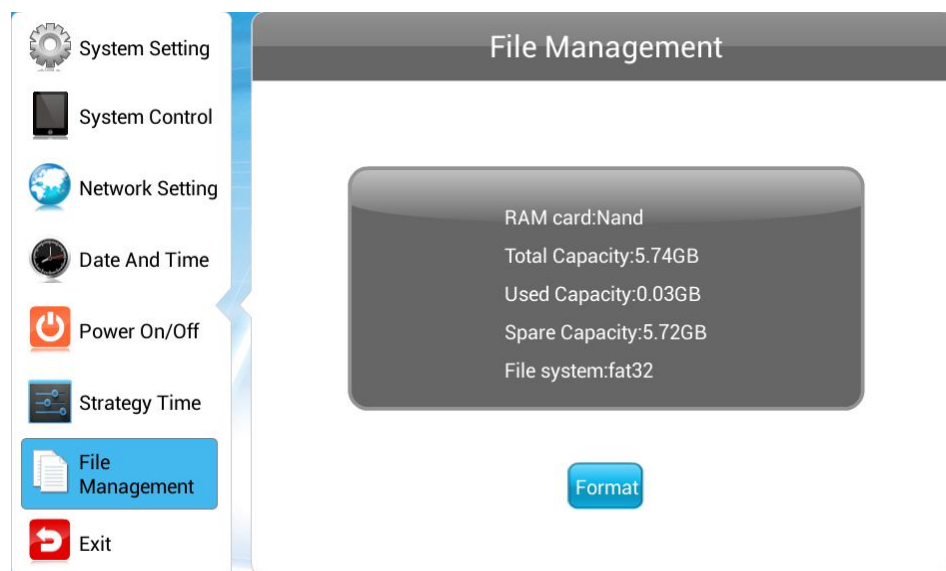 System Setting
System Control
Network Setting
Date And Time
Power On/Off
Strategy Time
File
Management
Exit
File Management
RAM card:Nand
Total Capacity:5.74GB
Used Capacity:0.03GB
Spare Capacity:5.72GB
File system:fat32
Format